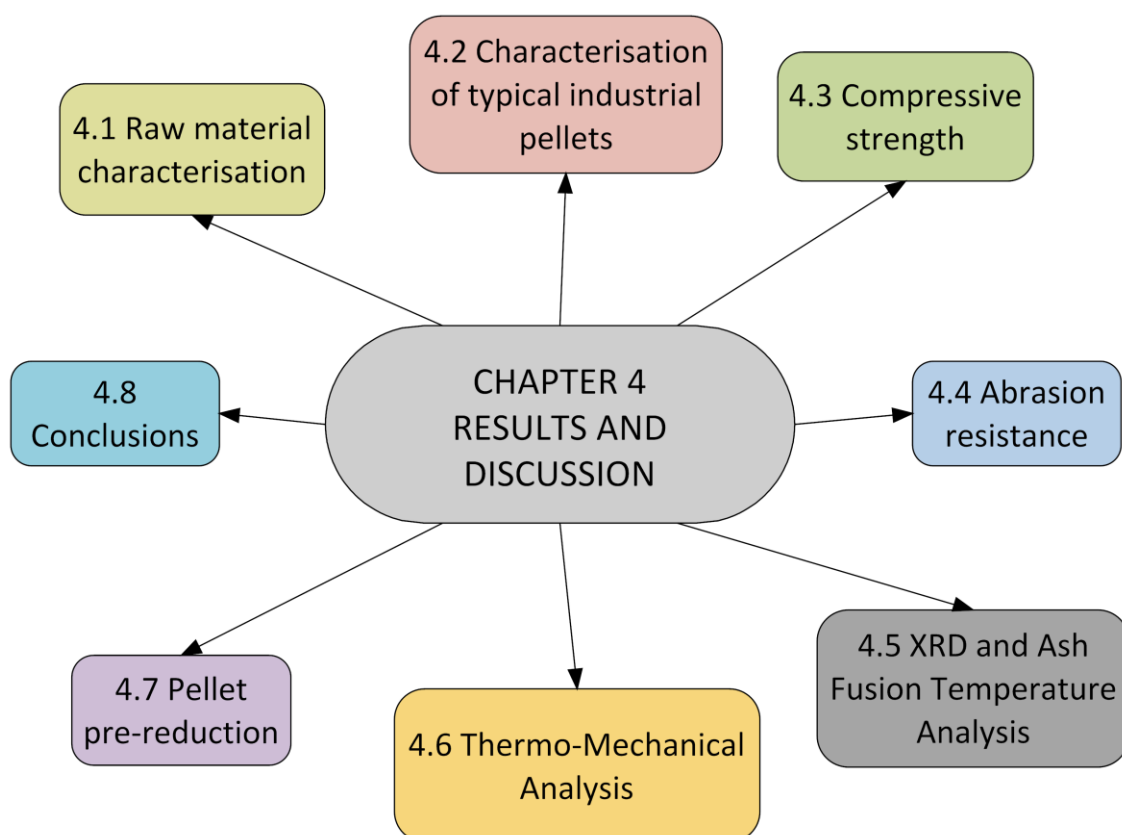 4.1 Raw material
characterisation
4.2 Characterisation
of typical industrial
pellets
4.3 Compressive
strength
4.8
Conclusions
CHAPTER 4
RESULTS AND
DISCUSSION
4.4 Abrasion
resistance
4.7 Pellet
pre-reduction
4.6 Thermo-Mechanical
Analysis
4.5 XRD and Ash
Fusion Temperature
Analysis